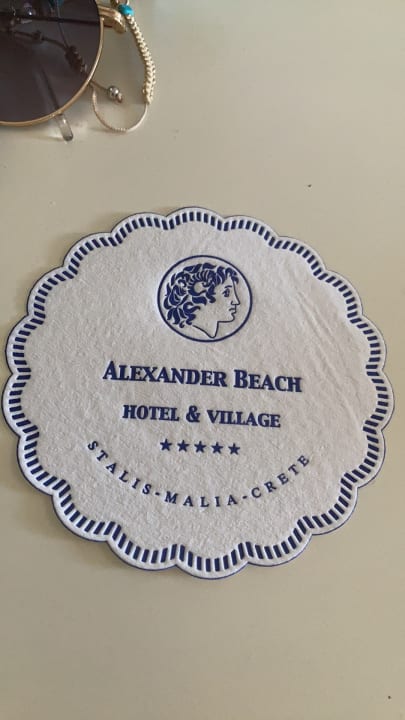 ALEXANDER BEACH
HOTEL & VILLAGE
★★★★★
STALIS-MALIA-CRETE